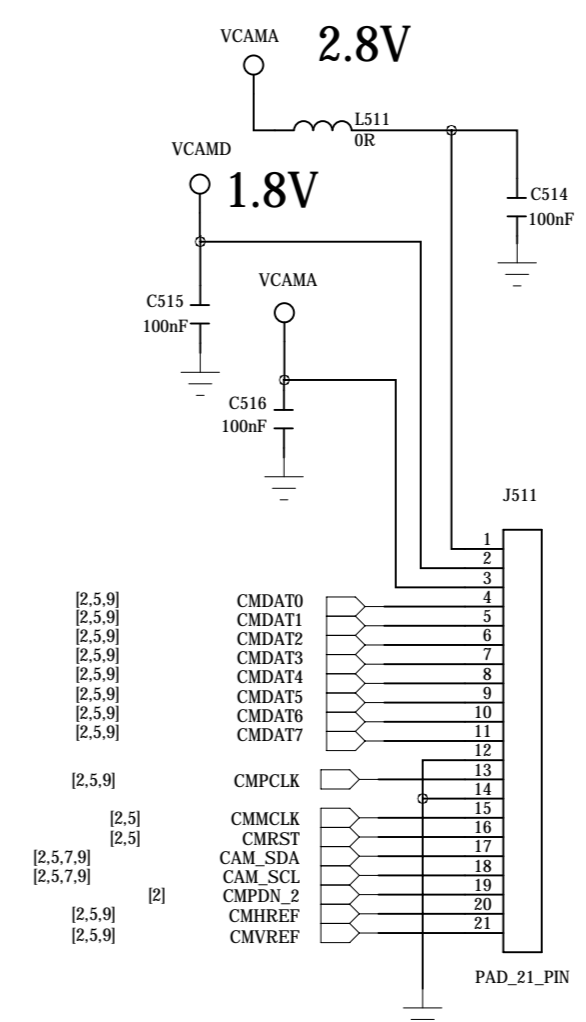 VCAMA
2.8V
L511
0R
VCAMD
1.8V
C514
100nF
VCAMA
C515
100nF
C516
100nF
J511
1
2
3
[2,5,9] CMDAT0 4
[2,5,9] CMDAT1 5
[2,5,9] CMDAT2 6
[2,5,9] CMDAT3 7
[2,5,9] CMDAT4 8
[2,5,9] CMDAT5 9
[2,5,9] CMDAT6 10
[2,5,9] CMDAT7 11
12
[2,5,9] CMPCLK 13
14
[2,5] CMMCLK 15
[2,5] CMRST 16
[2,5,7,9] CAM_SDA 17
[2,5,7,9] CAM_SCL 18
[2] CMPDN_2 19
[2,5,9] CMHREF 20
[2,5,9] CMVREF 21
PAD_21_PIN